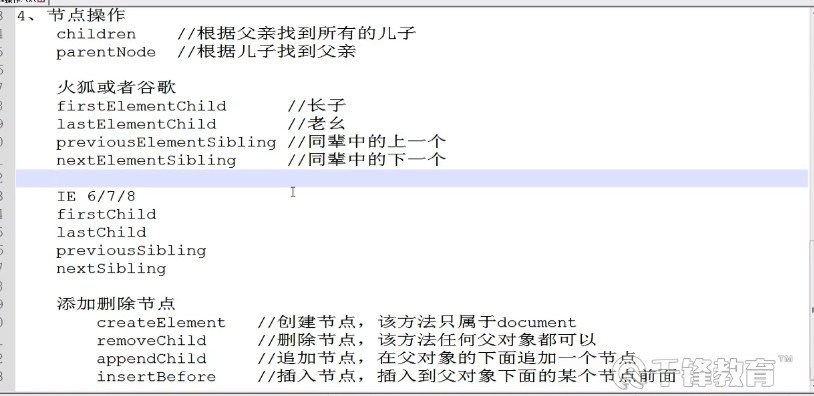 4、节点操作
children //根据父亲找到所有的儿子
parentNode //根据儿子找到父亲
火狐或者谷歌
firstElementChild //长子
lastElementChild //老幺
previousElementSibling //同辈中的上一个
nextElementSibling //同辈中的下一个
IE 6/7/8
firstChild
lastChild
previousSibling
nextSibling
添加删除节点
createElement //创建节点，该方法只属于document
removeChild //删除节点，该方法任何父对象都可以
appendChild //追加节点，在父对象的下面追加一个节点
insertBefore //插入节点，插入到父对象下面的某个节点前面
千锋教育™